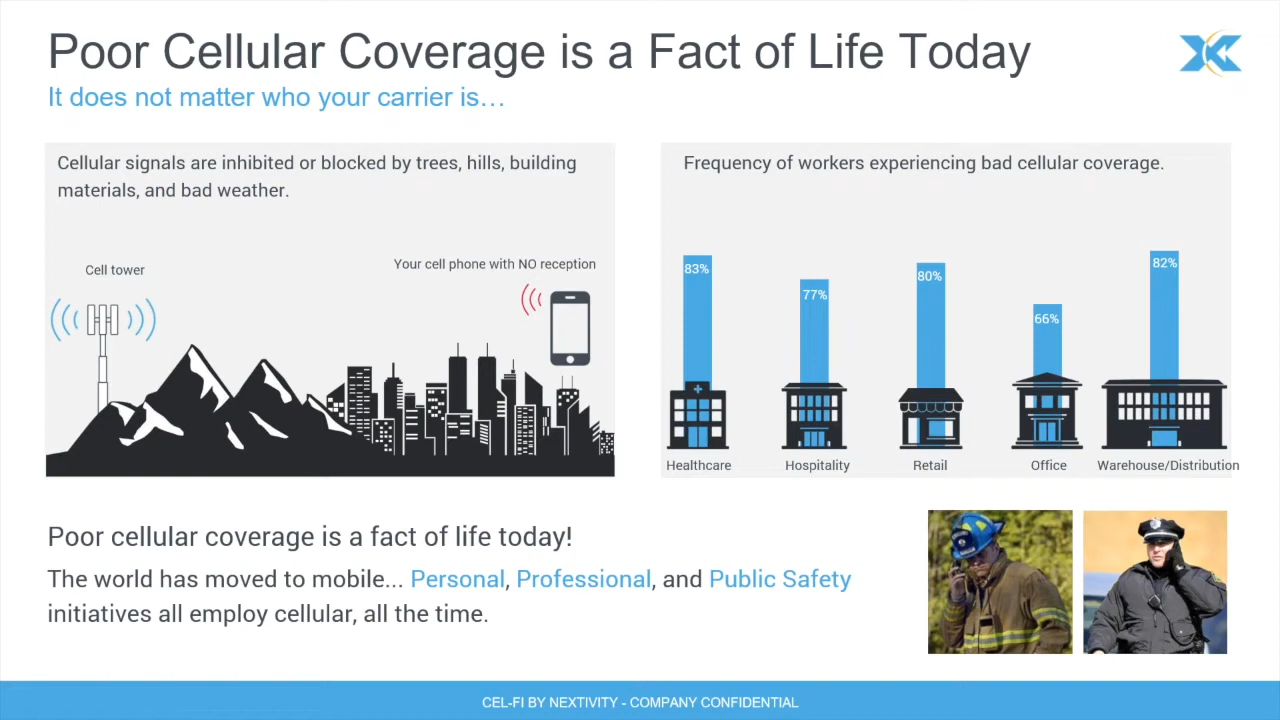 Poor Cellular Coverage is a Fact of Life Today
It does not matter who your carrier is…
Cellular signals are inhibited or blocked by trees, hills, building
materials, and bad weather.
Cell tower
Your cell phone with NO reception
Frequency of workers experiencing bad cellular coverage.
83%
77%
80%
66%
82%
Healthcare
Hospitality
Retail
Office
Warehouse/Distribution
Poor cellular coverage is a fact of life today!
The world has moved to mobile... Personal, Professional, and Public Safety
initiatives all employ cellular, all the time.
CEL-FI BY NEXTIVITY - COMPANY CONFIDENTIAL